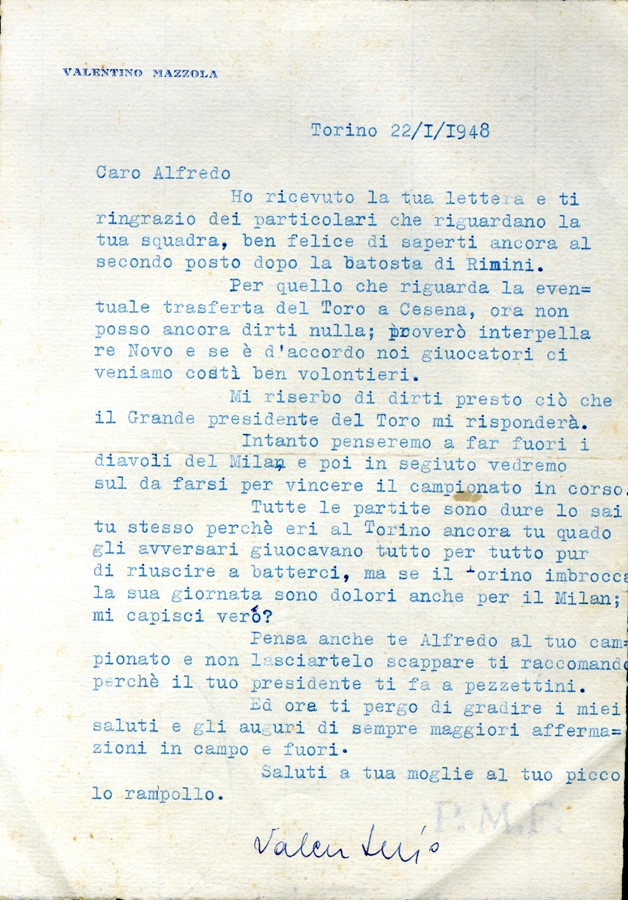 VALENTINO MAZZOLA
Torino 22/I/1948
Caro Alfredo
Ho ricevuto la tua lettera e ti
ringrazio dei particolari che riguardano la
tua squadra, ben felice di saperti ancora al
secondo posto dopo la batosta di Rimini.
Per quello che riguarda la even=
tuale trasferta del Toro a Cesena, ora non
posso ancora dirti nulla; proverò interpella
re Novo e se è d'accordo noi giuocatori ci
veniamo costì ben volontieri.
Mi riserbo di dirti presto ciò che
il Grande presidente del Toro mi risponderà.
Intanto penseremo a far fuori i
diavoli del Milan, e poi in segiuto vedremo
sul da farsi per vincere il campionato in corso.
Tutte le partite sono dure lo sai
tu stesso perchè eri al Torino ancora tu quado
gli avversari giuocavano tutto per tutto pur
di riuscire a batterci, ma se il Torino imbrocca
la sua giornata sono dolori anche per il Milan;
mi capisci verò?
Pensa anche te Alfredo al tuo cam=
pionato e non lasciartelo scappare ti raccomando
perchè il tuo presidente ti fa a pezzettini.
Ed ora ti pergo di gradire i miei
saluti e gli auguri di sempre maggiori afferma=
zioni in campo e fuori.
Saluti a tua moglie al tuo picco
lo rampollo.
P.M.F.
Valentino